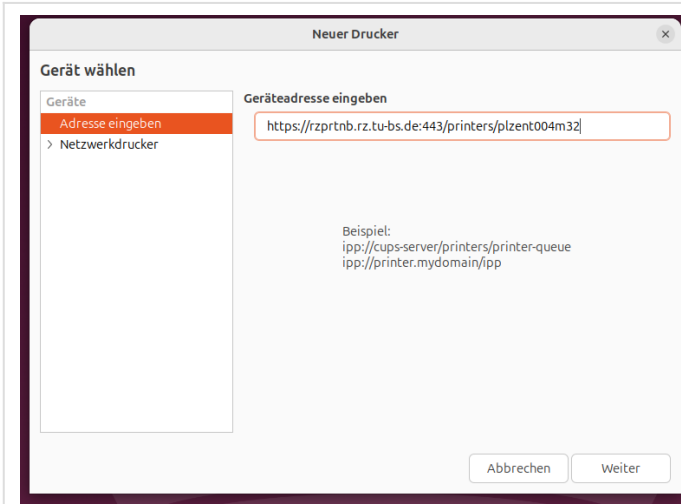 Neuer Drucker
Gerät wählen
Geräte
Adresse eingeben
Netzwerkdrucker
Geräteadresse eingeben
https://rzprtnb.rz.tu-bs.de:443/printers/plzent004m32
Beispiel:
ipp://cups-server/printers/printer-queue
ipp://printer.mydomain/ipp
Abbrechen
Weiter